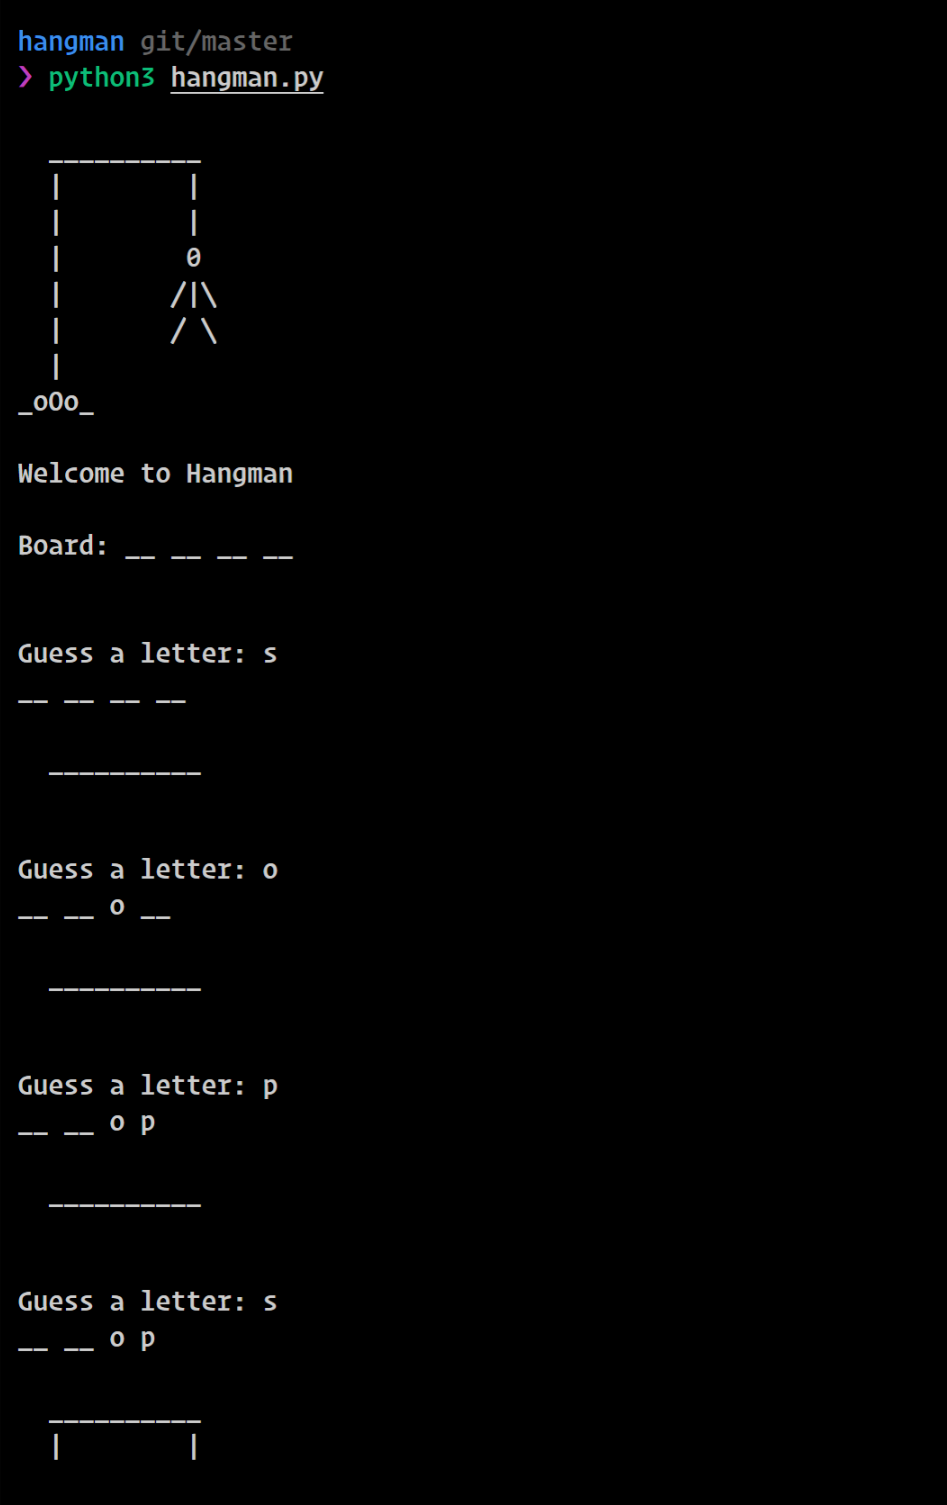 hangman git/master
❯ python3 hangman.py
  __________
  |        |
  |        |
  |        0
  |       /|\
  |       / \
  |
_oOo_
Welcome to Hangman
Board: __ __ __ __
Guess a letter: s
__ __ __ __
  __________
Guess a letter: o
__ __ o __
  __________
Guess a letter: p
__ __ o p
  __________
Guess a letter: s
__ __ o p
  __________
  |        |